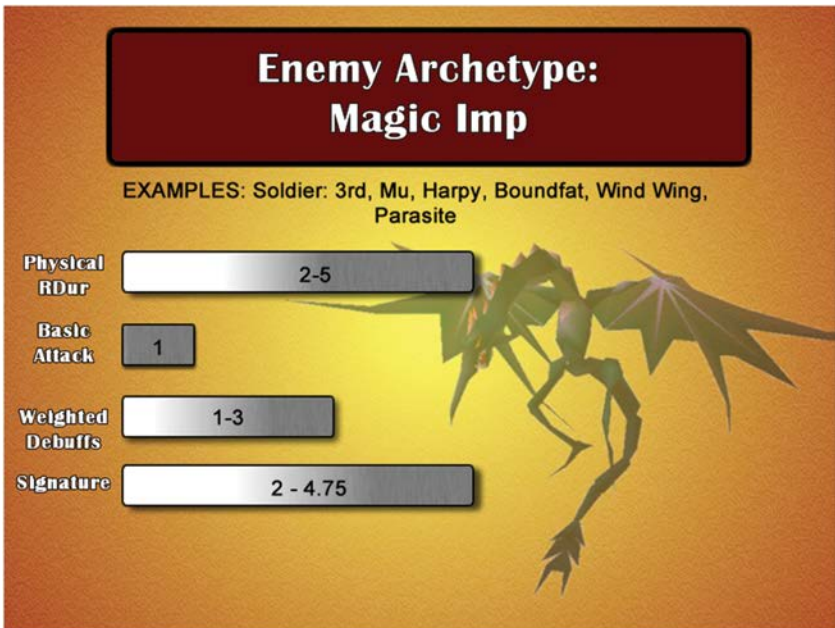 Enemy Archetype:
Magic Imp
EXAMPLES: Soldier: 3rd, Mu, Harpy, Boundfat, Wind Wing,
Parasite
Physical
RDur
2-5
Basic
Attack
1
Weighted
Debuffs
1-3
Signature
2 - 4.75